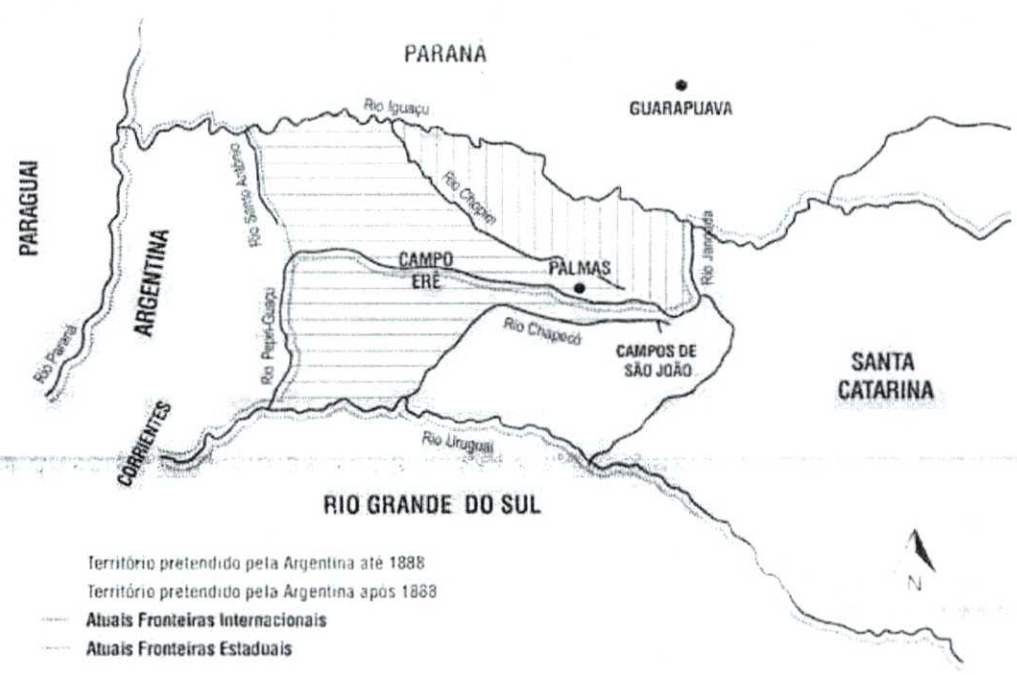 PARANÁ
GUARAPUAVA
Rio Iguaçu
PARAGUAI
Rio Santo Antônio
Rio Chopim
Rio Jangada
ARGENTINA
CAMPO
ERÊ
PALMAS
Rio Pepiri-Guaçu
Rio Paraná
Rio Chapecó
CAMPOS DE
SÃO JOÃO
SANTA
CATARINA
CORRIENTES
Rio Uruguai
RIO GRANDE DO SUL
N
Território pretendido pela Argentina até 1888
Território pretendido pela Argentina após 1888
Atuais Fronteiras Internacionais
Atuais Fronteiras Estaduais